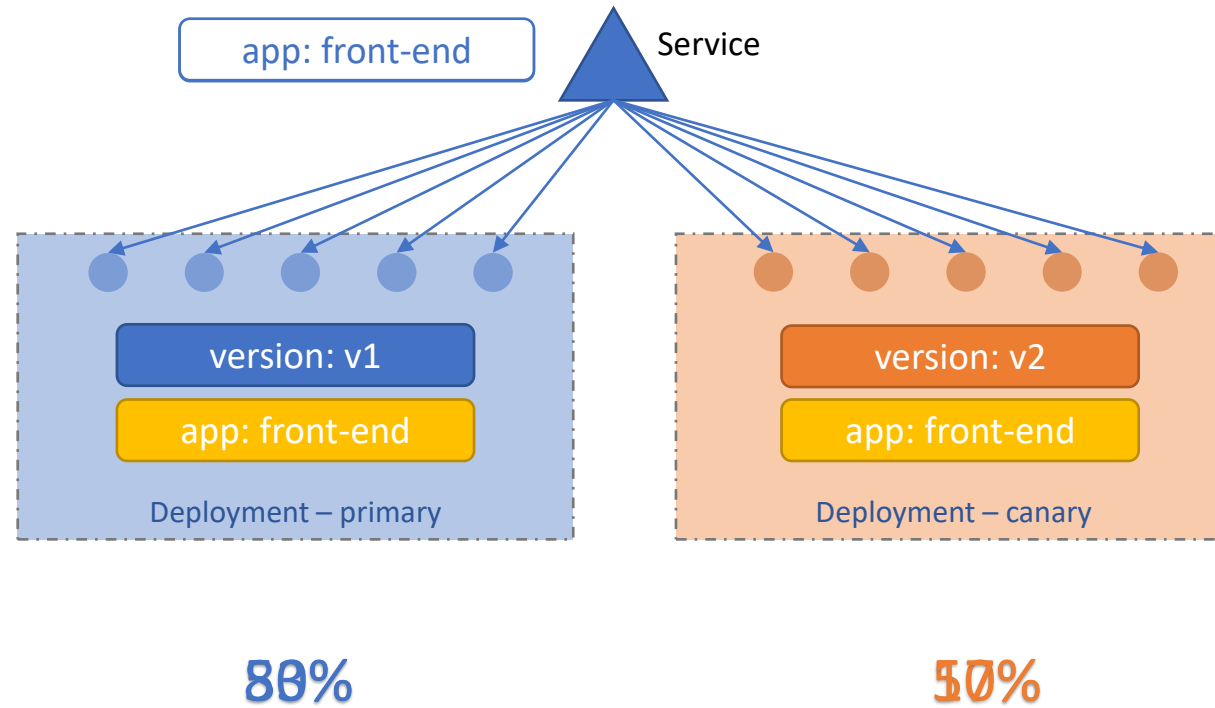 app: front-end
Service
version: v1
version: v2
app: front-end
app: front-end
Deployment – primary
Deployment – canary